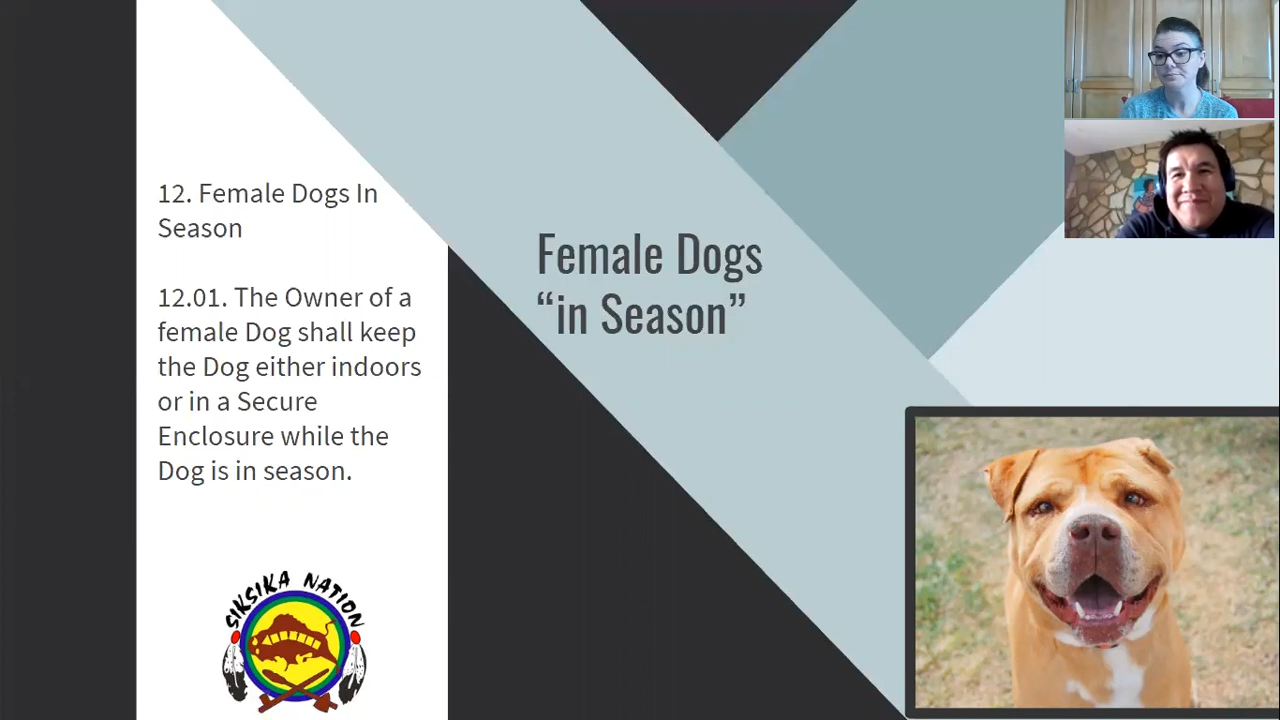 12. Female Dogs In
Season
12.01. The Owner of a
female Dog shall keep
the Dog either indoors
or in a Secure
Enclosure while the
Dog is in season.
SIKSIKA NATION
Female Dogs
“in Season”